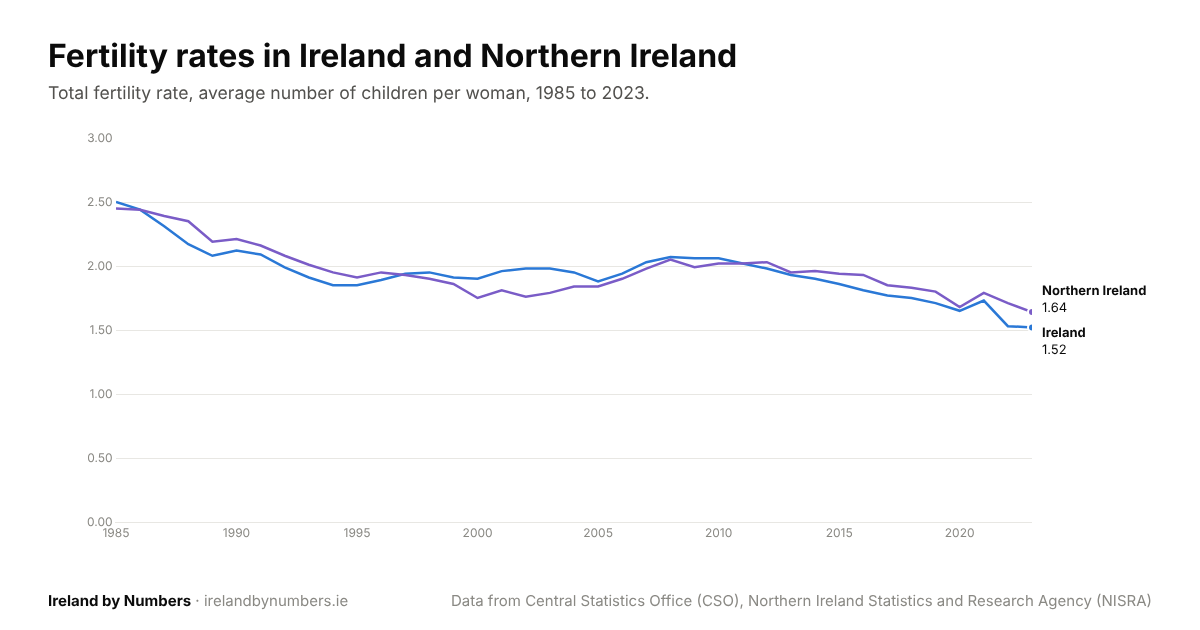 Fertility rates in Ireland and Northern Ireland
Total fertility rate, average number of children per woman, 1985 to 2023.
3.00
2.50
2.00
1.50
1.00
0.50
0.00
Northern Ireland
1.64
Ireland
1.52
1985 1990 1995 2000 2005 2010 2015 2020
Ireland by Numbers · irelandbynumbers.ie
Data from Central Statistics Office (CSO), Northern Ireland Statistics and Research Agency (NISRA)